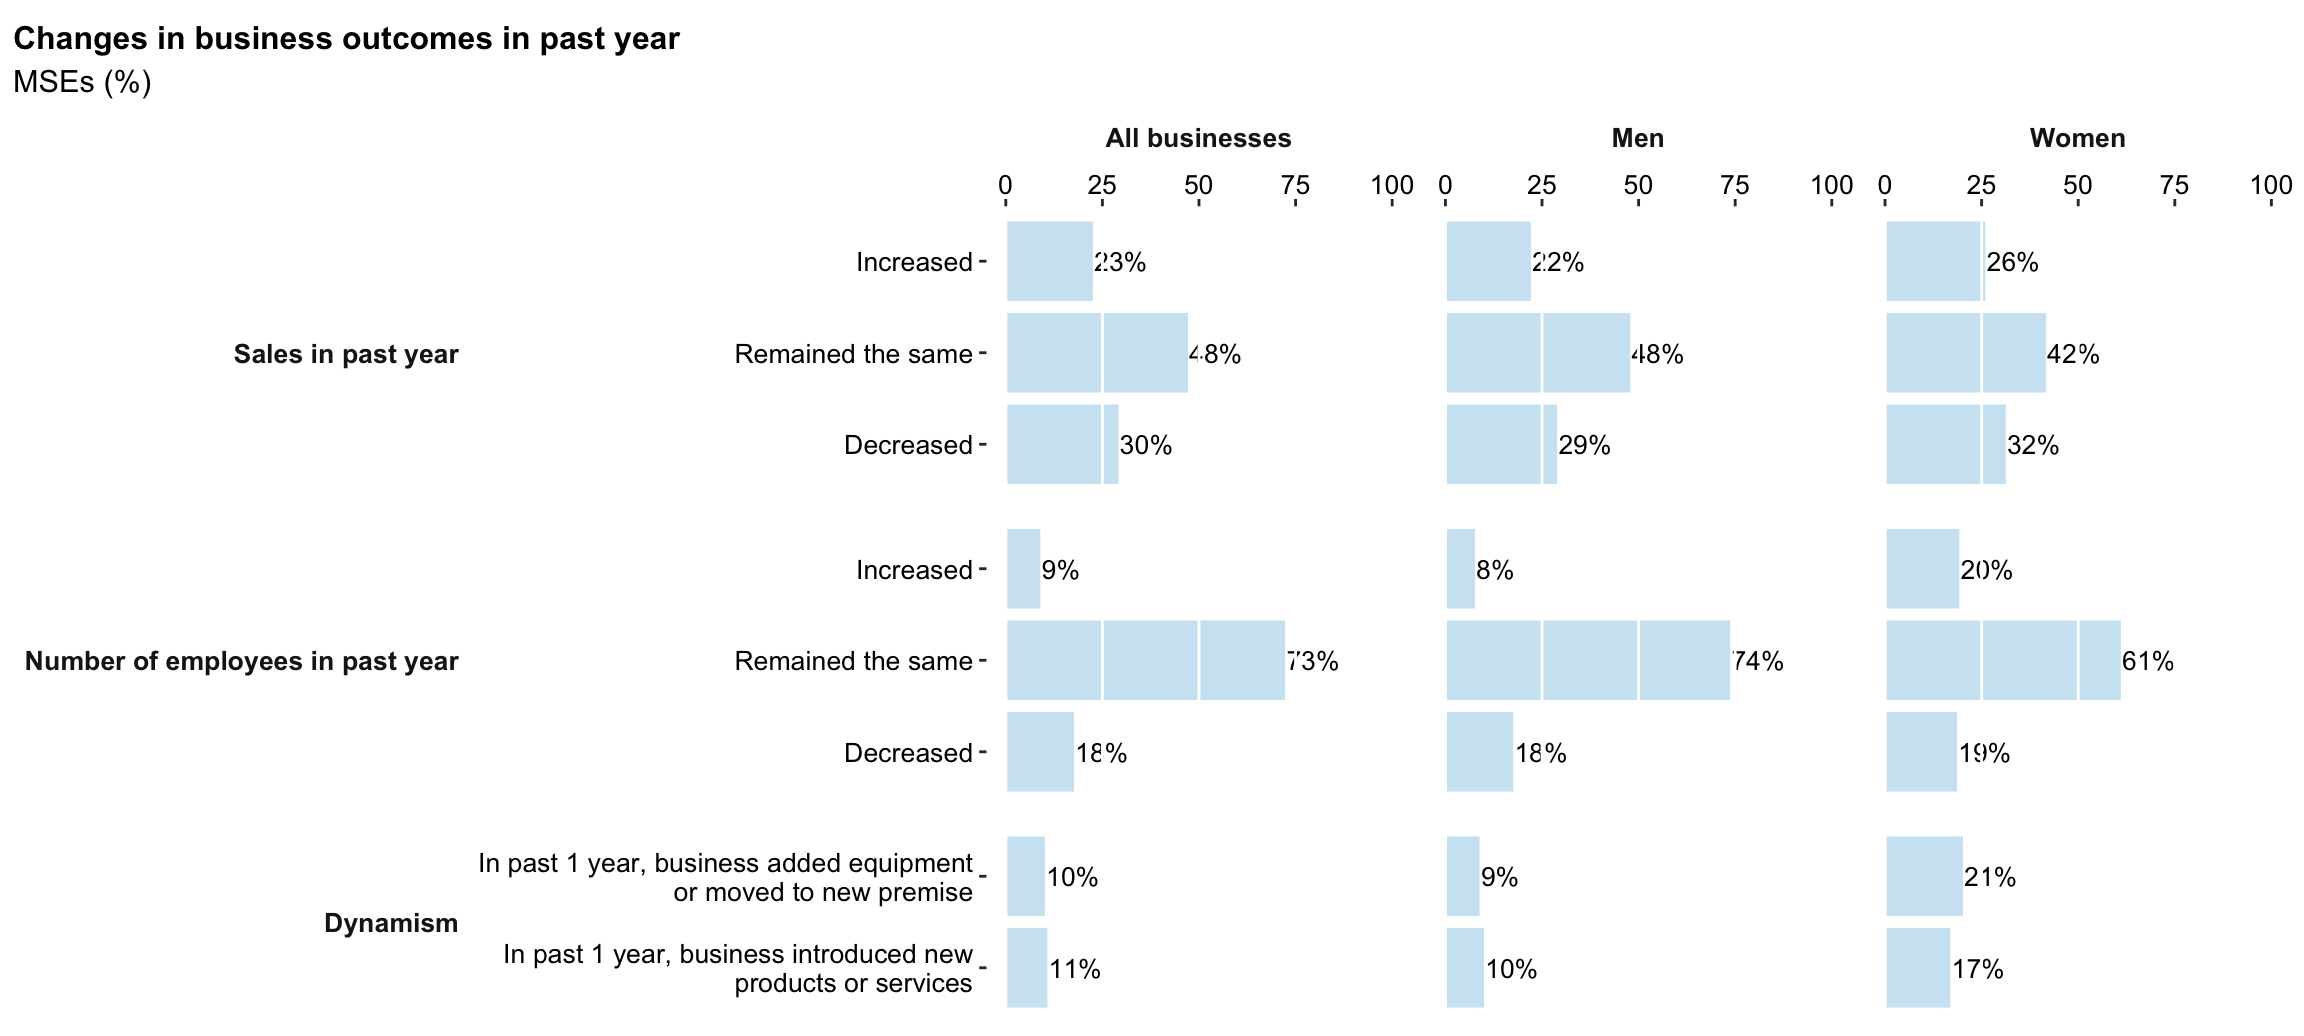 Changes in business outcomes in past year
MSEs (%)
All businesses
Men
Women
0 25 50 75 100
0 25 50 75 100
0 25 50 75 100
Sales in past year
Increased 23% 22% 26%
Remained the same 48% 48% 42%
Decreased 30% 29% 32%
Number of employees in past year
Increased 9% 8% 20%
Remained the same 73% 74% 61%
Decreased 18% 18% 19%
Dynamism
In past 1 year, business added equipment
or moved to new premise
10% 9% 21%
In past 1 year, business introduced new
products or services
11% 10% 17%